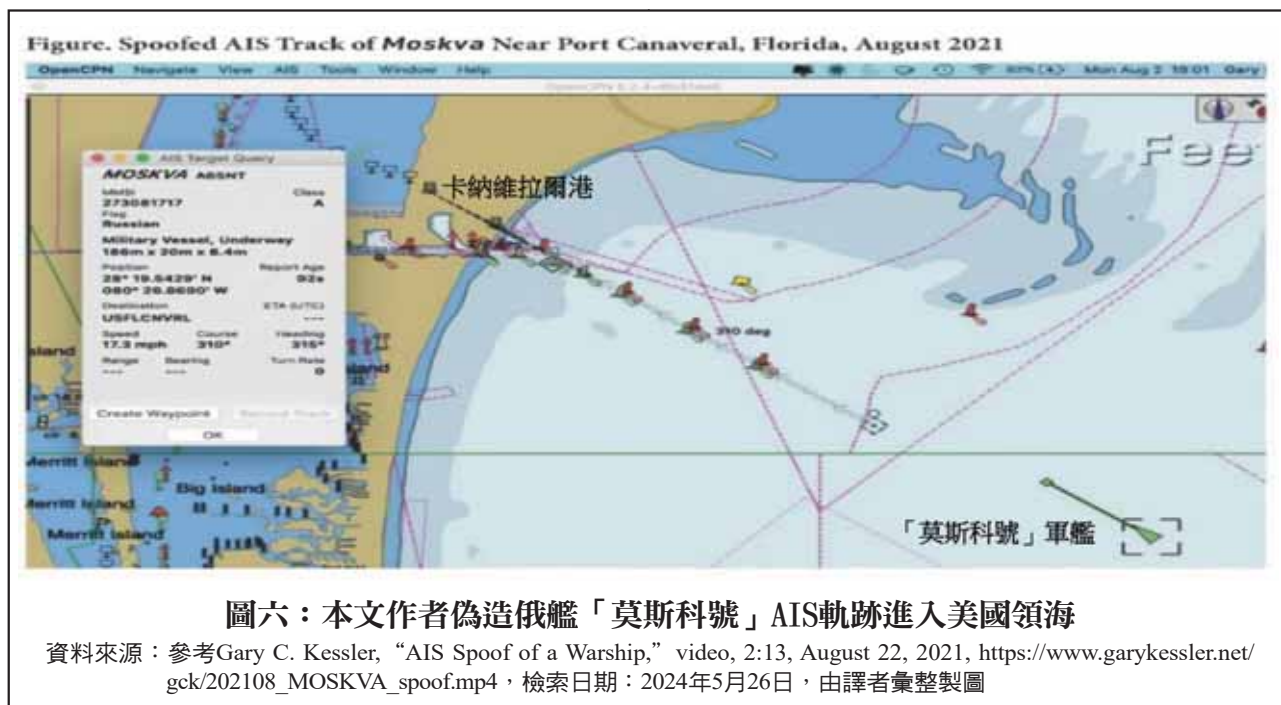 Figure. Spoofed AIS Track of Moskva Near Port Canaveral, Florida, August 2021
OpenCPN Navigate View AIS Tools Window Help Mon Aug 2 18:01 Gary
AIS Target Query
MOSKVA ABSNT
MMSI Class
273081717 A
Flag
Russian
Military Vessel, Underway
186m x 20m x 8.4m
Position Report Age
28° 19.5429' N 92s
080° 26.8680' W
Destination ETA (UTC)
USFLCNVRL ---
Speed Course Heading
17.3 mph 310° 315°
Range Bearing Turn Rate
--- --- 0
Create Waypoint
OK
Fee
卡納維拉爾港
310 deg
Merritt Island
Big Island
Merritt Island
「莫斯科號」軍艦
圖六：本文作者偽造俄艦「莫斯科號」AIS軌跡進入美國領海
資料來源：參考Gary C. Kessler, “AIS Spoof of a Warship,” video, 2:13, August 22, 2021, https://www.garykessler.net/
gck/202108_MOSKVA_spoof.mp4，檢索日期：2024年5月26日，由譯者彙整製圖